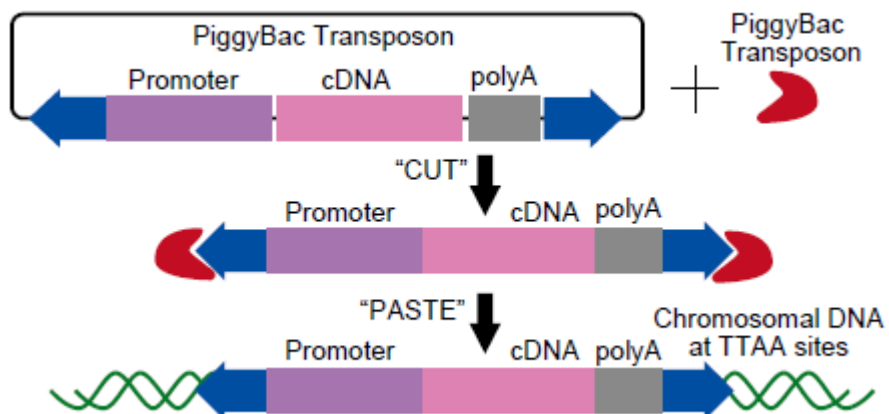 PiggyBac Transposon
PiggyBac
Transposon
Promoter
cDNA
polyA
“CUT”
Promoter
cDNA
polyA
“PASTE”
Chromosomal DNA
at TTAA sites
Promoter
cDNA
polyA